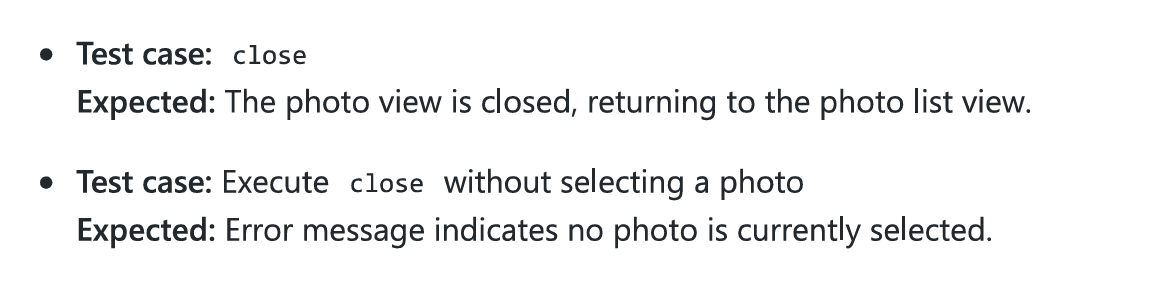 • Test case: close
Expected: The photo view is closed, returning to the photo list view.
• Test case: Execute close without selecting a photo
Expected: Error message indicates no photo is currently selected.